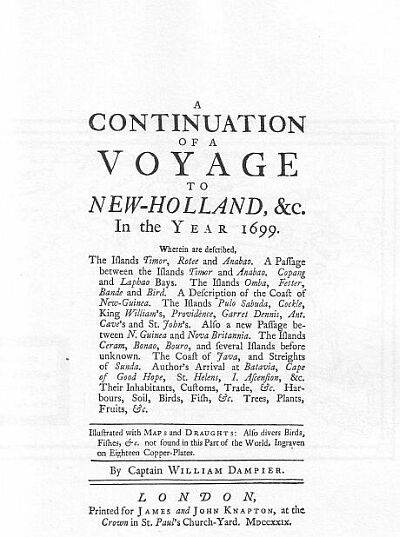 A
CONTINUATION
OF A
VOYAGE
TO
NEW-HOLLAND, &c.
In the YEAR 1699.
Wherein are described,
The Islands Timor, Rotee and Anabao. A Passage
between the Islands Timor and Anabao. Copang
and Laphao Bays. The Islands Omba, Fetter,
Bande and Bird. A Description of the Coast of
New-Guinea. The Islands Pulo Sabuda, Cockle,
King William's, Providence, Garret Dennis, Ant.
Cave's and St. John's. Also a new Passage be-
tween N. Guinea and Nova Britannia. The Islands
Ceram, Bonao, Bouro, and several Islands before
unknown. The Coast of Java, and Streights
of Sunda. Author's Arrival at Batavia, Cape
of Good Hope, St. Helens, I. Ascension, &c.
Their Inhabitants, Customs, Trade, &c. Har-
bours, Soil, Birds, Fish, &c. Trees, Plants,
Fruits, &c.
Illustrated with MAPS and DRAUGHTS: Also divers Birds,
Fishes, &c. not found in this Part of the World, Ingraven
on Eighteen Copper-Plates.
By Captain WILLIAM DAMPIER.
LONDON,
Printed for JAMES and JOHN KNAPTON, at the
Crown in St. Paul's Church-Yard. MDCCXXIX.